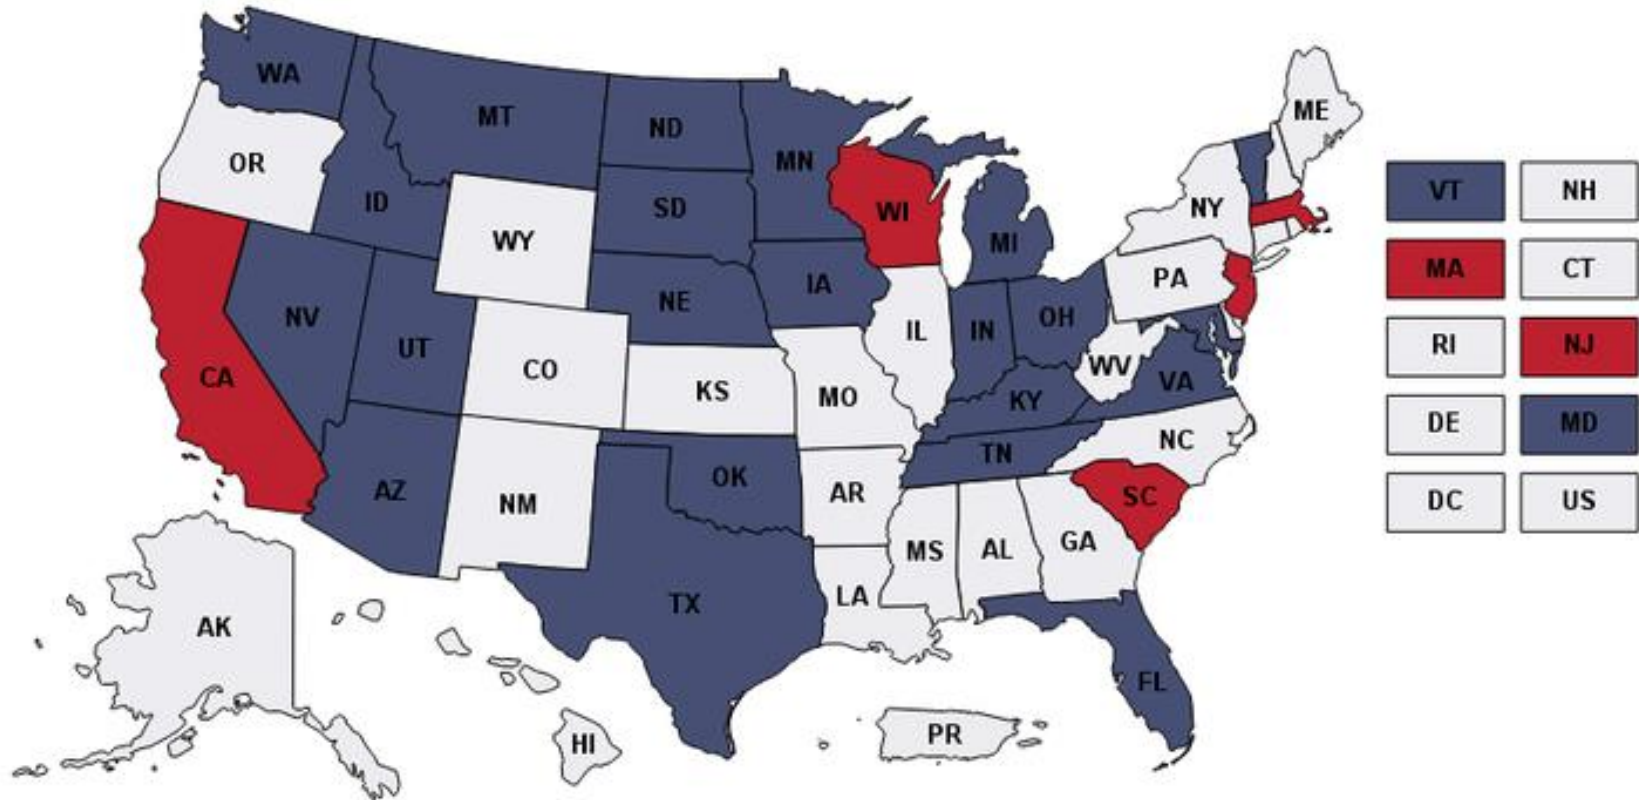 WA
MT
ND
MN
ME
OR
ID
SD
WI
MI
NY
VT
NH
WY
NE
IA
PA
MA
CT
NV
UT
CO
KS
MO
IL
IN
OH
WV
VA
RI
NJ
CA
KY
NC
DE
MD
AZ
NM
OK
AR
TN
SC
DC
US
TX
LA
MS
AL
GA
AK
FL
HI
PR